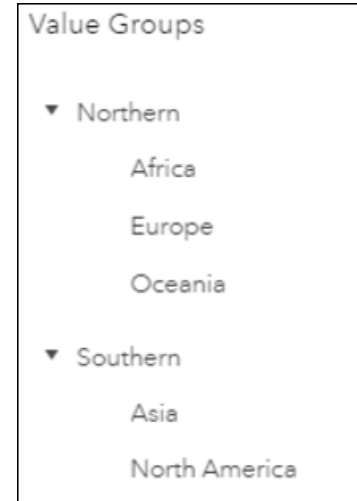 Value Groups
Northern
Africa
Europe
Oceania
Southern
Asia
North America